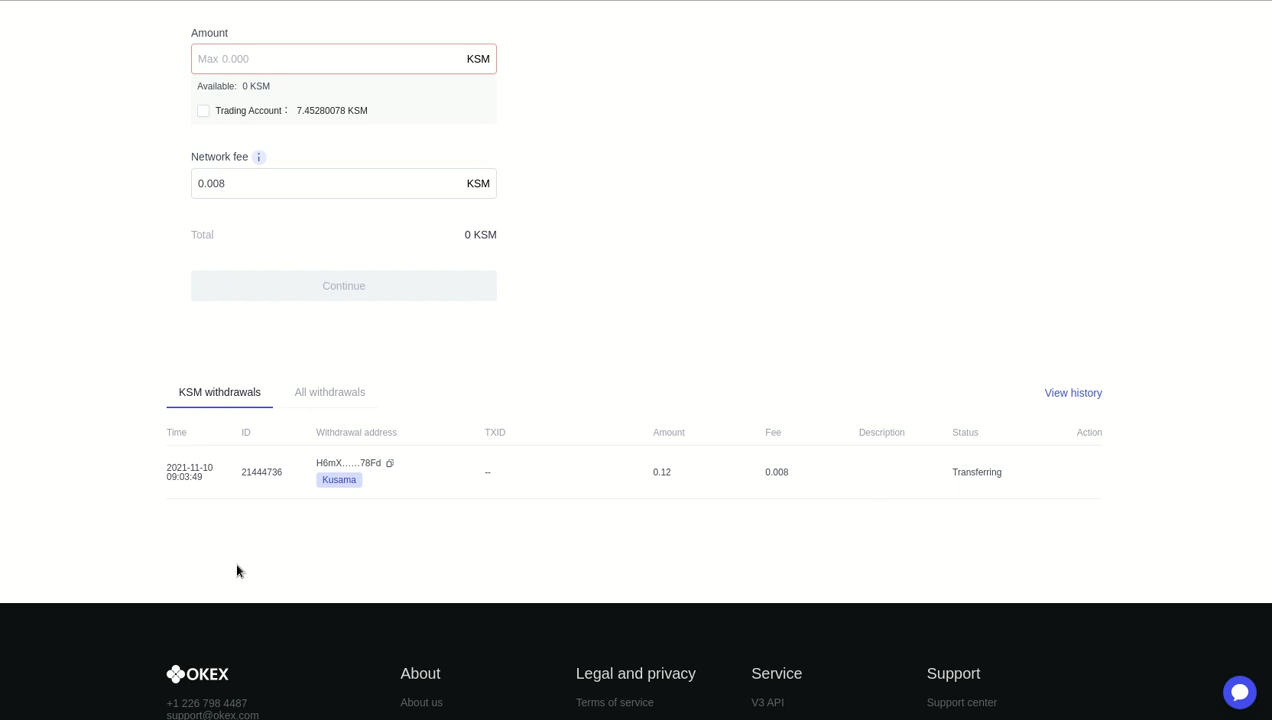 Amount
Max 0.000 KSM
Available: 0 KSM
Trading Account： 7.45280078 KSM
Network fee i
0.008 KSM
Total 0 KSM
Continue
KSM withdrawals All withdrawals View history
Time ID Withdrawal address TXID Amount Fee Description Status Action
2021-11-10 09:03:49 21444736 H6mX......78Fd Kusama -- 0.12 0.008 Transferring
OKEX About Legal and privacy Service Support
+1 226 798 4487 About us Terms of service V3 API Support center
support@okex.com